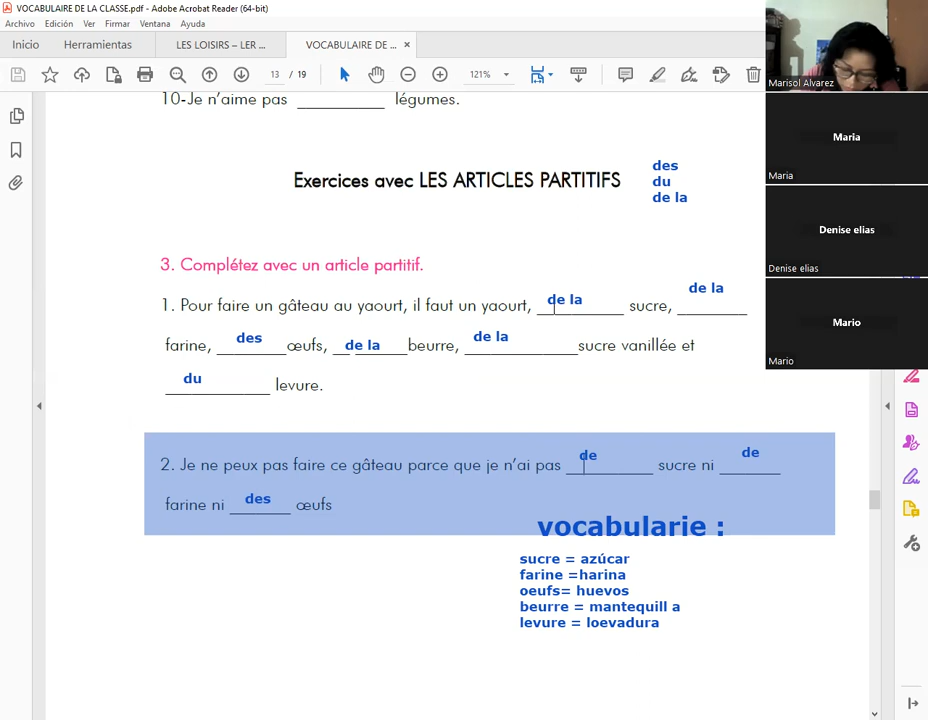 VOCABULAIRE DE LA CLASSE.pdf - Adobe Acrobat Reader (64-bit)
Archivo Edición Ver Firmar Ventana Ayuda
Inicio Herramientas LES LOISIRS – LER ... VOCABULAIRE DE ... ×
13 / 19 121%
Marisol Alvarez
Maria
Maria
Denise elias
Denise elias
Mario
Mario
10-Je n'aime pas __________ légumes.
Exercices avec LES ARTICLES PARTITIFS
des
du
de la
3. Complétez avec un article partitif.
1. Pour faire un gâteau au yaourt, il faut un yaourt, de la sucre, de la
farine, des œufs, de la beurre, de la sucre vanillée et
du levure.
2. Je ne peux pas faire ce gâteau parce que je n'ai pas de sucre ni de
farine ni des œufs
vocabularie :
sucre = azúcar
farine =harina
oeufs= huevos
beurre = mantequill a
levure = loevadura